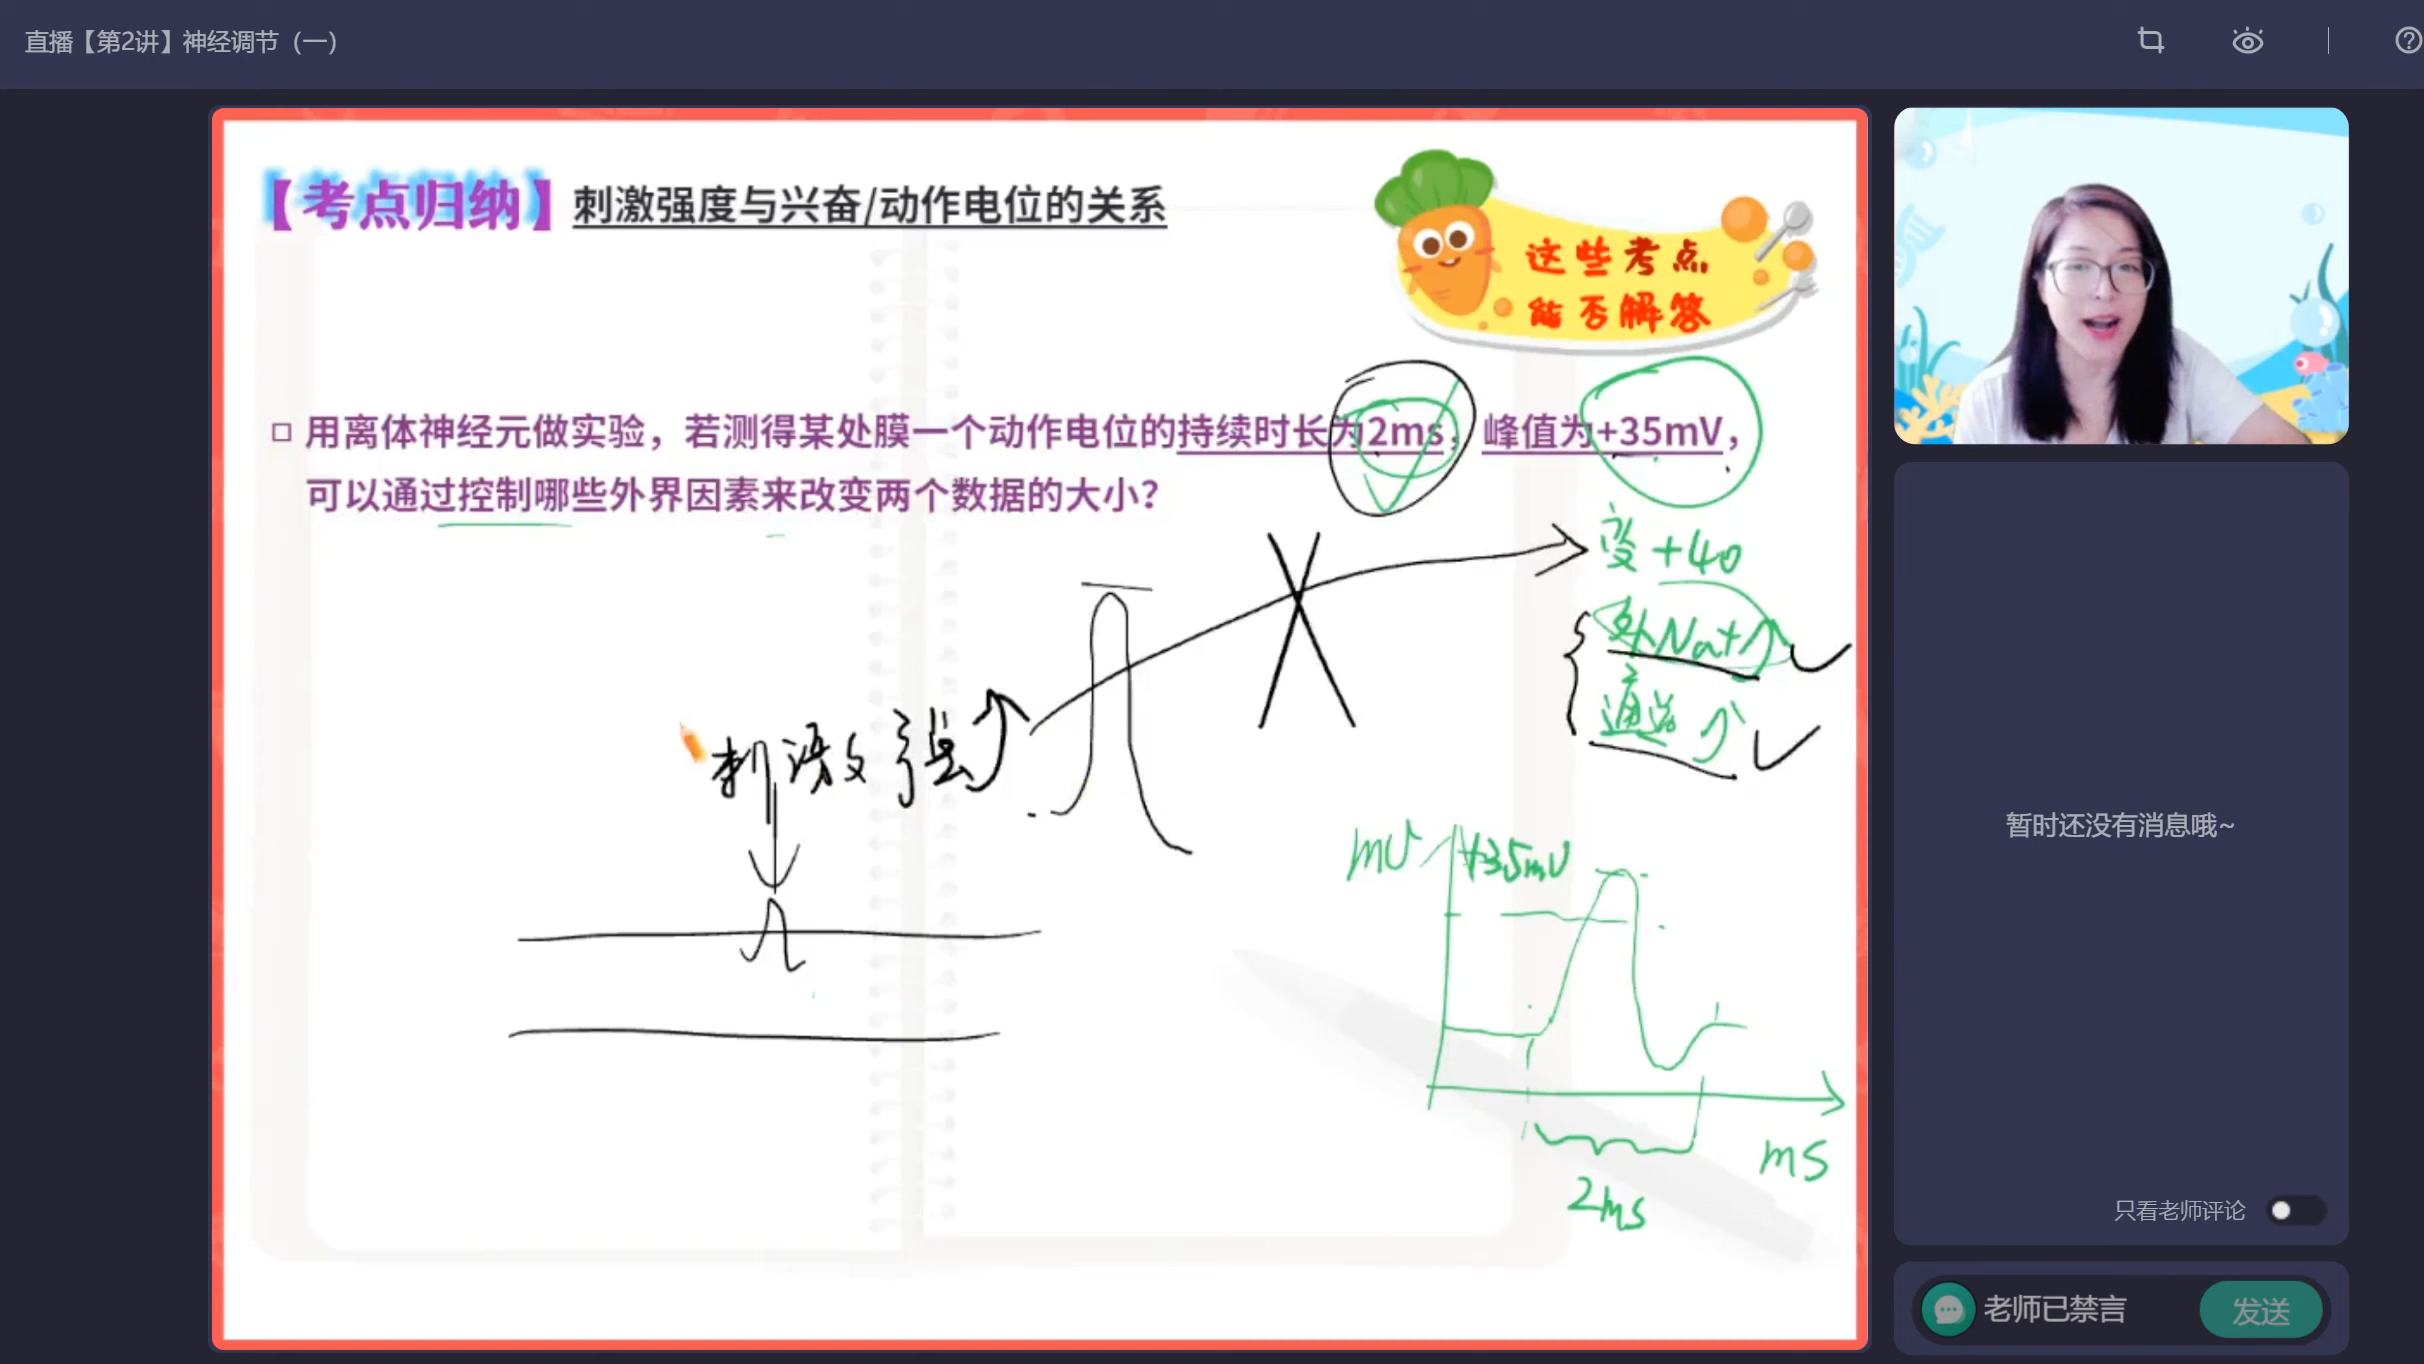 直播【第2讲】神经调节（一）
【考点归纳】刺激强度与兴奋/动作电位的关系
这些考点
能否解答
用离体神经元做实验，若测得某处膜一个动作电位的持续时长为2ms，峰值为+35mV，
可以通过控制哪些外界因素来改变两个数据的大小？
变+40
外Na+↑
通道↑
刺激强↑
mV
+35mV
ms
2ms
暂时还没有消息哦~
只看老师评论
老师已禁言
发送